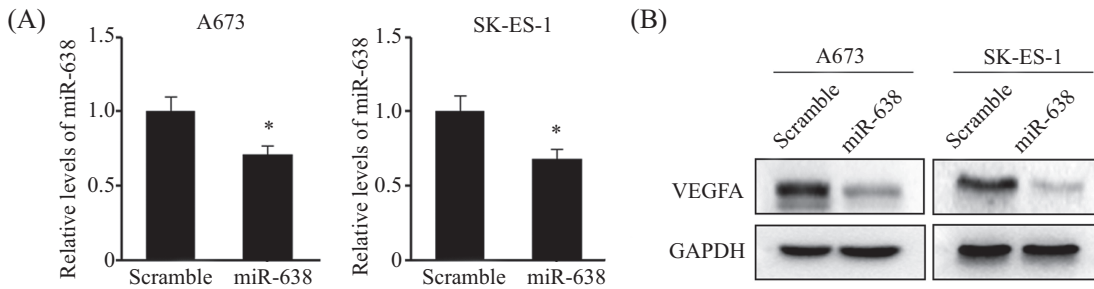 (A)
A673
Relative levels of miR-638
1.5
1.0
0.5
0
*
Scramble miR-638
SK-ES-1
Relative levels of miR-638
1.5
1.0
0.5
0
*
Scramble miR-638
(B)
A673 SK-ES-1
Scramble miR-638 Scramble miR-638
VEGFA
GAPDH